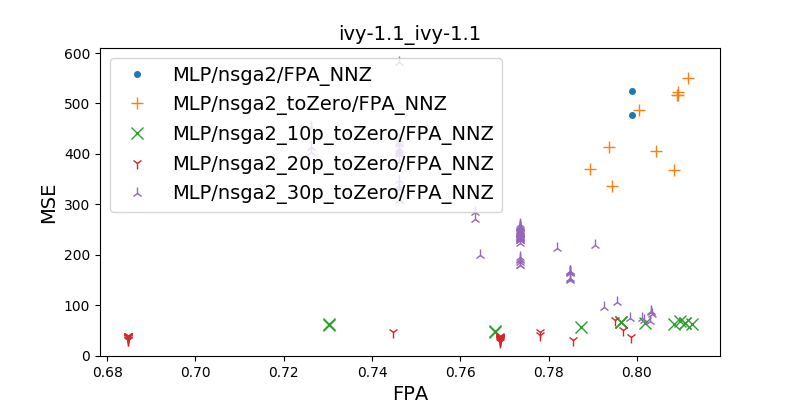 ivy-1.1_ivy-1.1
600
500
400
300
200
100
0
MSE
MLP/nsga2/FPA_NNZ
MLP/nsga2_toZero/FPA_NNZ
MLP/nsga2_10p_toZero/FPA_NNZ
MLP/nsga2_20p_toZero/FPA_NNZ
MLP/nsga2_30p_toZero/FPA_NNZ
0.68 0.70 0.72 0.74 0.76 0.78 0.80
FPA